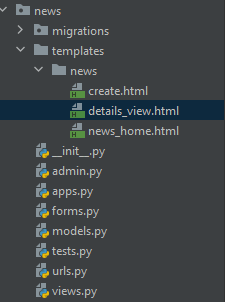 news
migrations
templates
news
create.html
details_view.html
news_home.html
__init__.py
admin.py
apps.py
forms.py
models.py
tests.py
urls.py
views.py